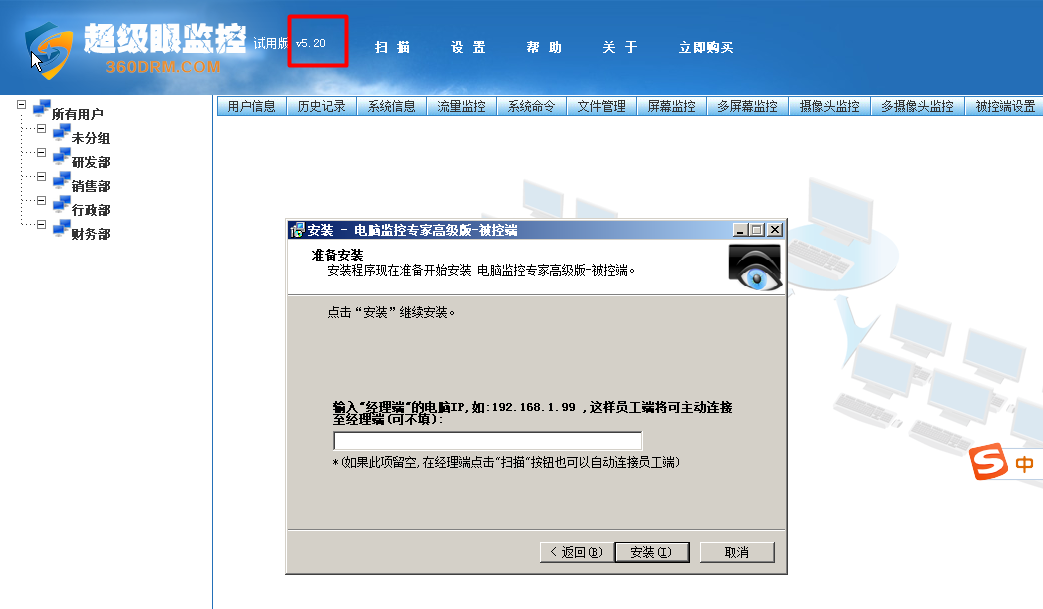 超级眼监控
360DRM.COM
试用版 v5.20
扫 描 设 置 帮 助 关 于 立即购买
所有用户
未分组
研发部
销售部
行政部
财务部
用户信息 历史记录 系统信息 流量监控 系统命令 文件管理 屏幕监控 多屏幕监控 摄像头监控 多摄像头监控 被控端设置
安装 - 电脑监控专家高级版-被控端
准备安装
安装程序现在准备开始安装 电脑监控专家高级版-被控端。
点击“安装”继续安装。
输入"经理端"的电脑IP,如:192.168.1.99 ,这样员工端将可主动连接
至经理端(可不填):
*(如果此项留空,在经理端点击"扫描"按钮也可以自动连接员工端)
< 返回(B) 安装(I) 取消
S 中